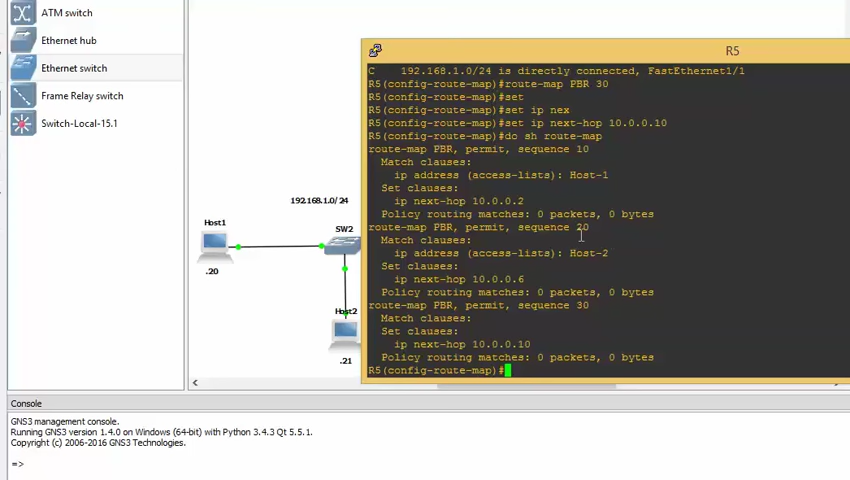 ATM switch
Ethernet hub
Ethernet switch
Frame Relay switch
Switch-Local-15.1
192.168.1.0/ 24
Host1
.20
SW2
Host2
.21
R5
C    192.168.1.0/24 is directly connected, FastEthernet1/1
R5(config-route-map)#route-map PBR 30
R5(config-route-map)#set
R5(config-route-map)#set ip nex
R5(config-route-map)#set ip next-hop 10.0.0.10
R5(config-route-map)#do sh route-map
route-map PBR, permit, sequence 10
  Match clauses:
    ip address (access-lists): Host-1
  Set clauses:
    ip next-hop 10.0.0.2
  Policy routing matches: 0 packets, 0 bytes
route-map PBR, permit, sequence 20
  Match clauses:
    ip address (access-lists): Host-2
  Set clauses:
    ip next-hop 10.0.0.6
  Policy routing matches: 0 packets, 0 bytes
route-map PBR, permit, sequence 30
  Match clauses:
  Set clauses:
    ip next-hop 10.0.0.10
  Policy routing matches: 0 packets, 0 bytes
R5(config-route-map)#
Console
GNS3 management console.
Running GNS3 version 1.4.0 on Windows (64-bit) with Python 3.4.3 Qt 5.5.1.
Copyright (c) 2006-2016 GNS3 Technologies.
=>